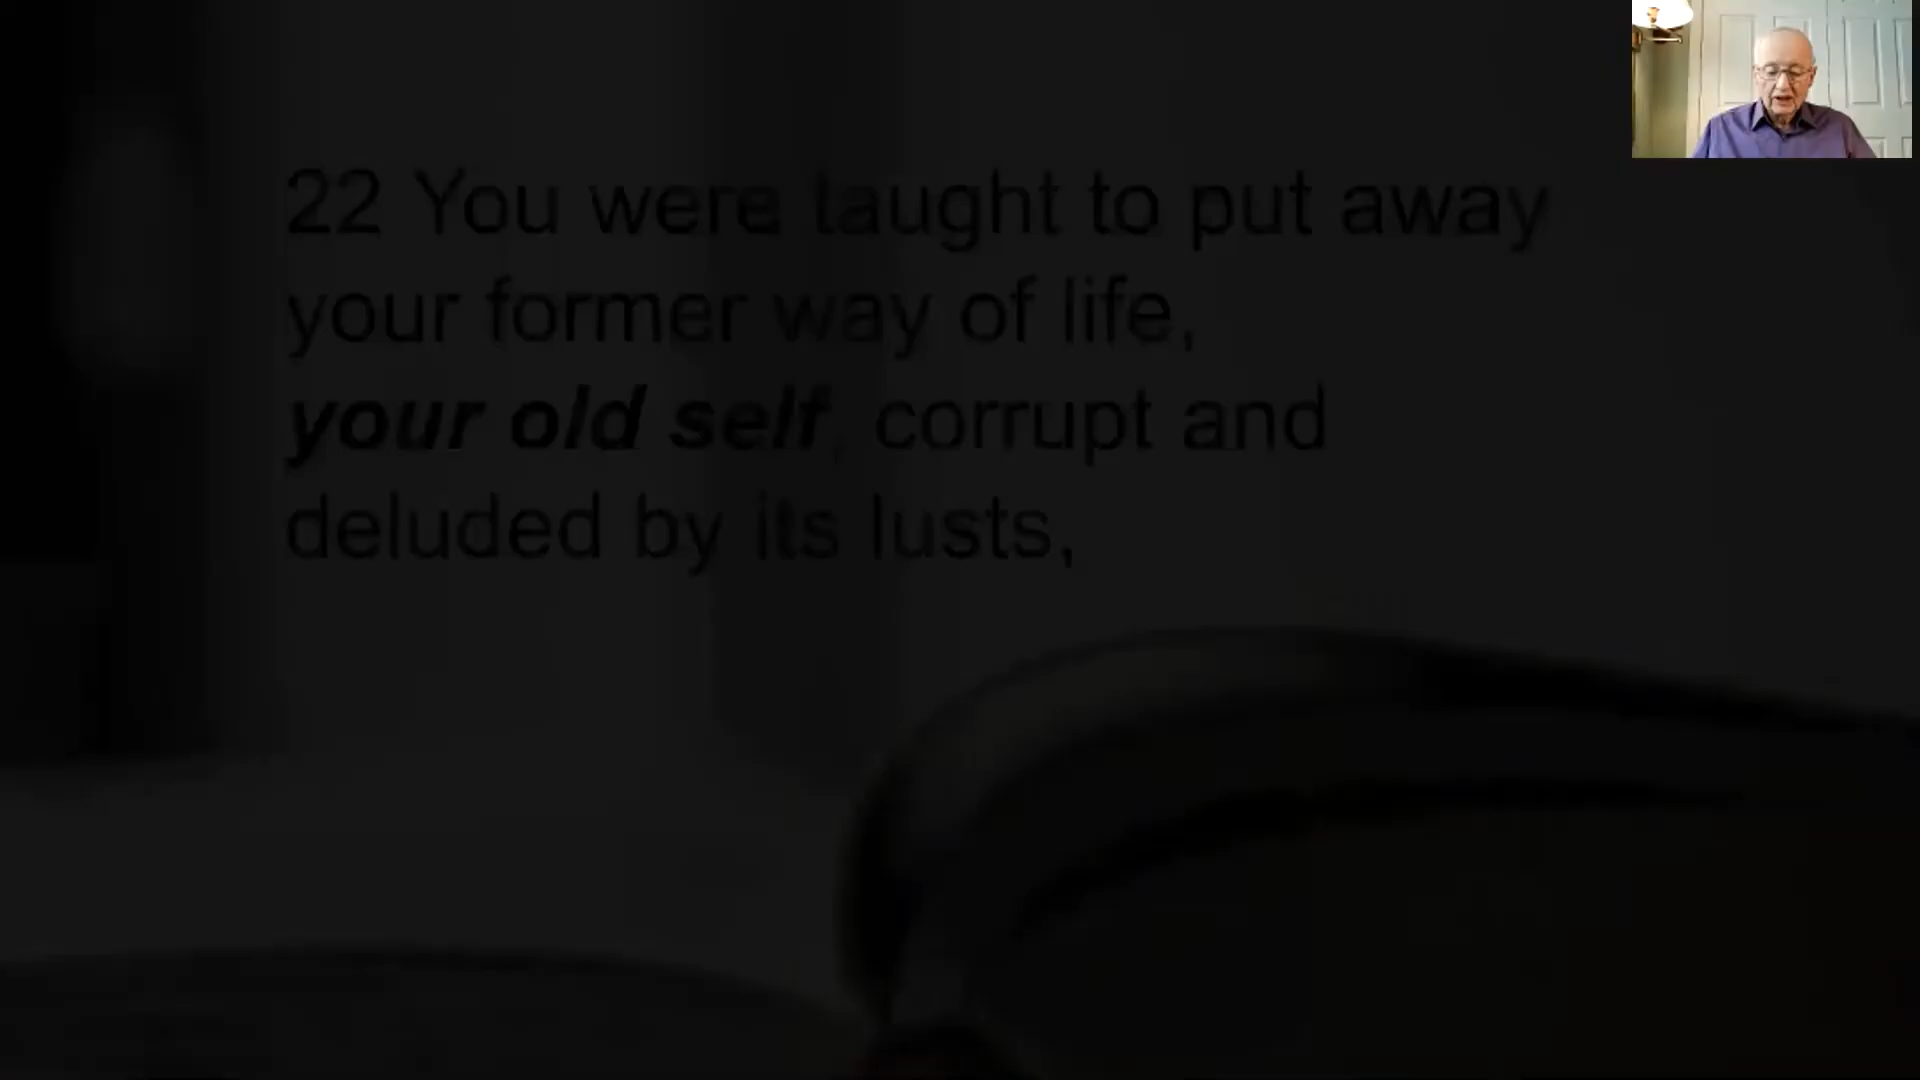 22 You were taught to put away
your former way of life,
your old self, corrupt and
deluded by its lusts,